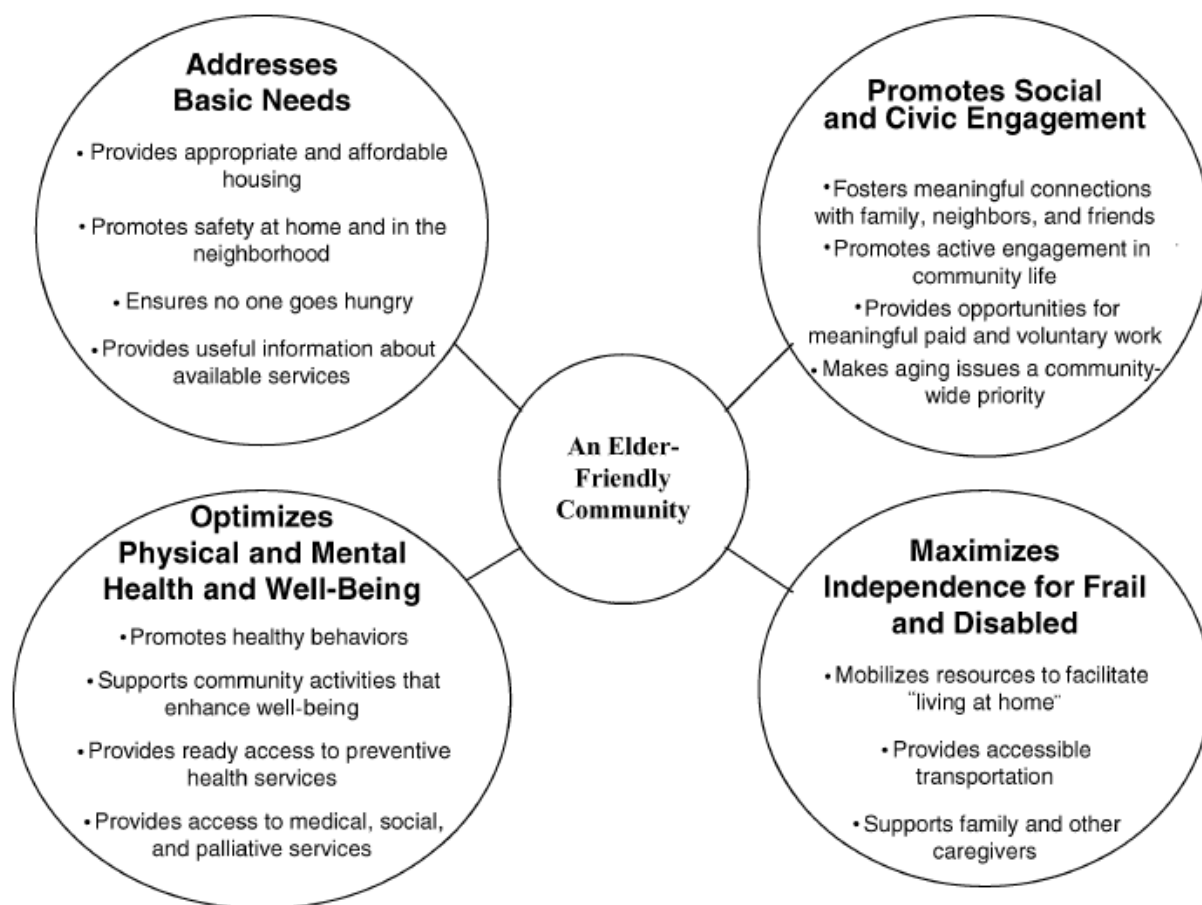 Addresses
Basic Needs
• Provides appropriate and affordable
housing
• Promotes safety at home and in the
neighborhood
• Ensures no one goes hungry
• Provides useful information about
available services
Promotes Social
and Civic Engagement
• Fosters meaningful connections
with family, neighbors, and friends
• Promotes active engagement in
community life
• Provides opportunities for
meaningful paid and voluntary work
• Makes aging issues a community-
wide priority
An Elder-
Friendly
Community
Optimizes
Physical and Mental
Health and Well-Being
• Promotes healthy behaviors
• Supports community activities that
enhance well-being
• Provides ready access to preventive
health services
• Provides access to medical, social,
and palliative services
Maximizes
Independence for Frail
and Disabled
• Mobilizes resources to facilitate
"living at home"
• Provides accessible
transportation
• Supports family and other
caregivers